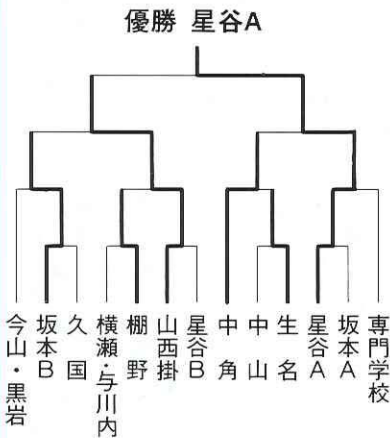 優勝 星谷A
今山・黒岩
坂本B
久国
横瀬・与川内
棚野
山西掛
星谷B
中角
中山
生名
星谷A
坂本A
専門学校